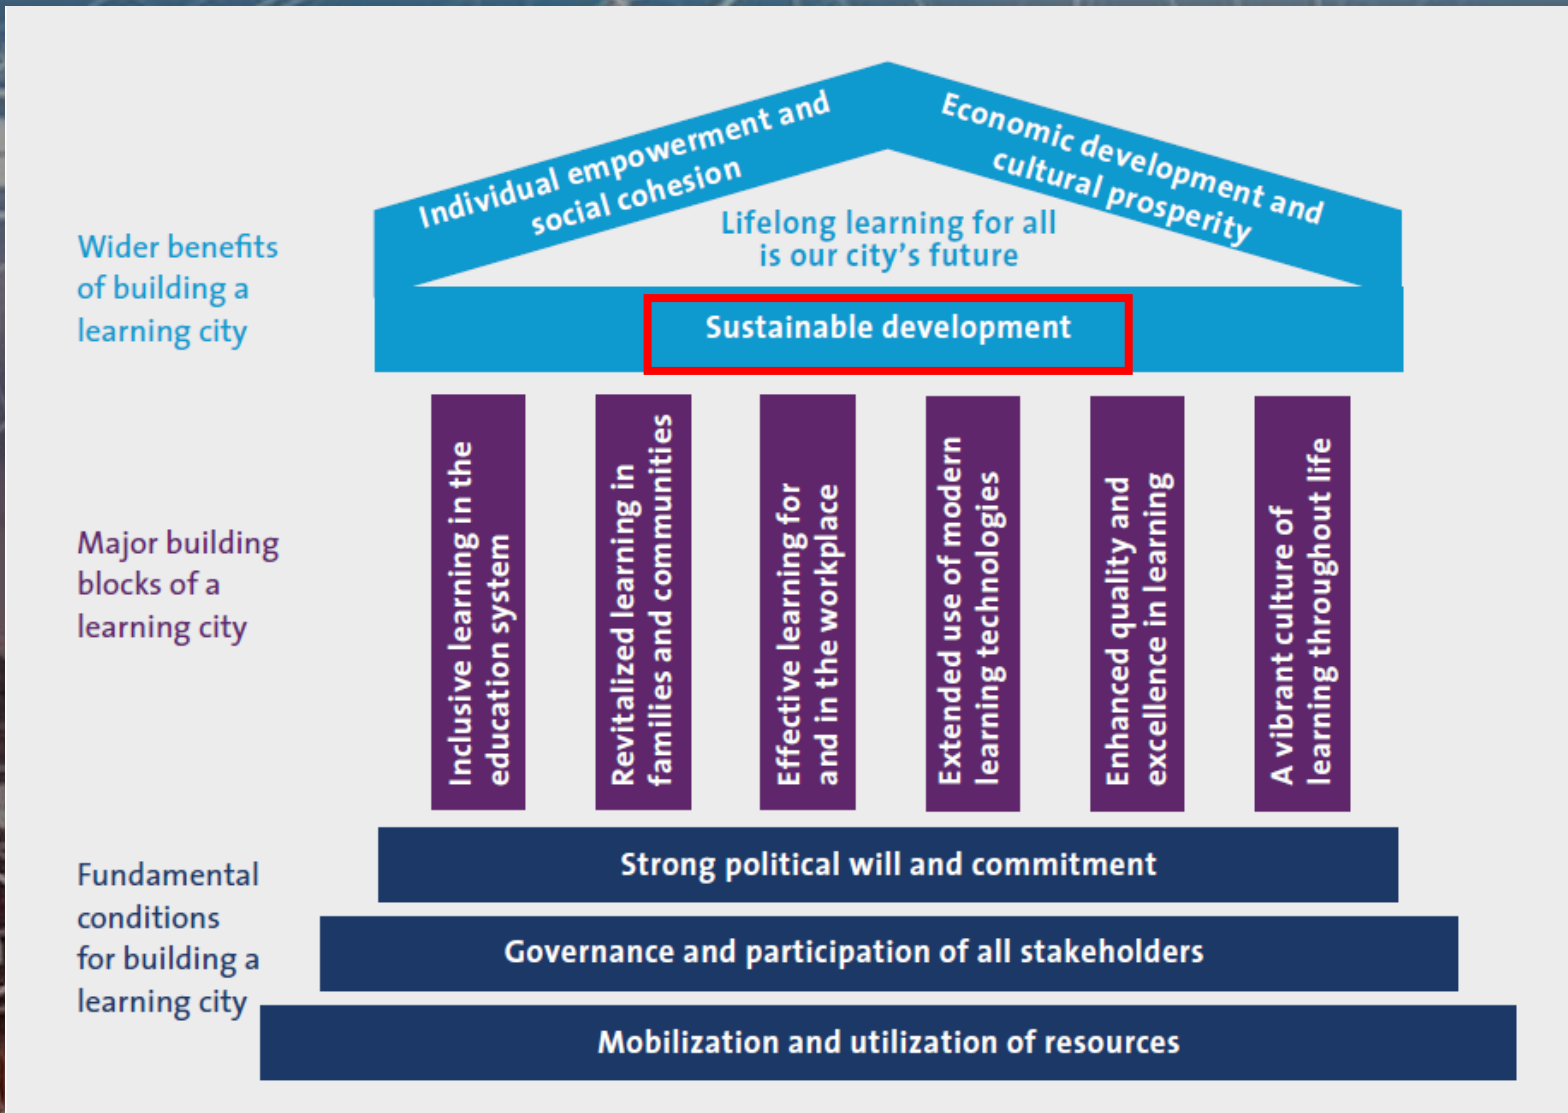 Individual empowerment and
social cohesion
Economic development and
cultural prosperity
Lifelong learning for all
is our city's future
Wider benefits
of building a
learning city
Sustainable development
Major building
blocks of a
learning city
Inclusive learning in the
education system
Revitalized learning in
families and communities
Effective learning for
and in the workplace
Extended use of modern
learning technologies
Enhanced quality and
excellence in learning
A vibrant culture of
learning throughout life
Fundamental
conditions
for building a
learning city
Strong political will and commitment
Governance and participation of all stakeholders
Mobilization and utilization of resources